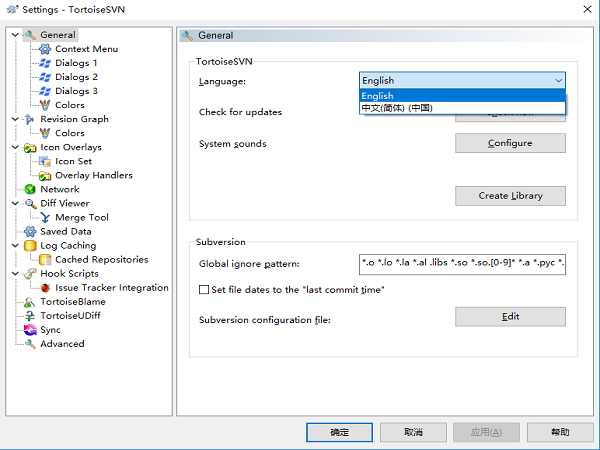 Settings - TortoiseSVN
General
Context Menu
Dialogs 1
Dialogs 2
Dialogs 3
Colors
Revision Graph
Colors
Icon Overlays
Icon Set
Overlay Handlers
Network
Diff Viewer
Merge Tool
Saved Data
Log Caching
Cached Repositories
Hook Scripts
Issue Tracker Integration
TortoiseBlame
TortoiseUDiff
Sync
Advanced
General
TortoiseSVN
Language:
English
English
中文(简体) (中国)
Check for updates
System sounds
Configure
Create Library
Subversion
Global ignore pattern:
*.o *.lo *.la *.al .libs *.so *.so.[0-9]* *.a *.pyc *.
Set file dates to the "last commit time"
Subversion configuration file:
Edit
确定
取消
应用(A)
帮助